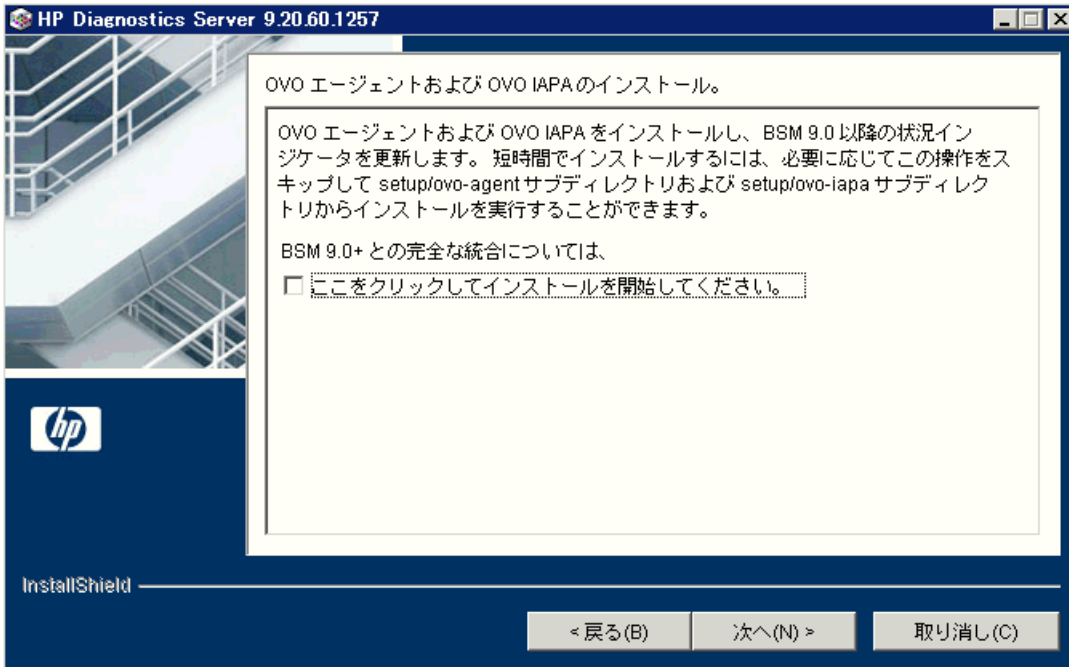 HP Diagnostics Server 9.20.60.1257
OVO エージェントおよび OVO IAPAのインストール。
OVO エージェントおよび OVO IAPA をインストールし、BSM 9.0 以降の状況イン
ジケータを更新します。 短時間でインストールするには、必要に応じてこの操作をス
キップして setup/ovo-agent サブディレクトリおよび setup/ovo-iapa サブディレク
トリからインストールを実行することができます。
BSM 9.0+ との完全な統合については、
ここをクリックしてインストールを開始してください。
hp
InstallShield
< 戻る(B)
次へ(N) >
取り消し(C)